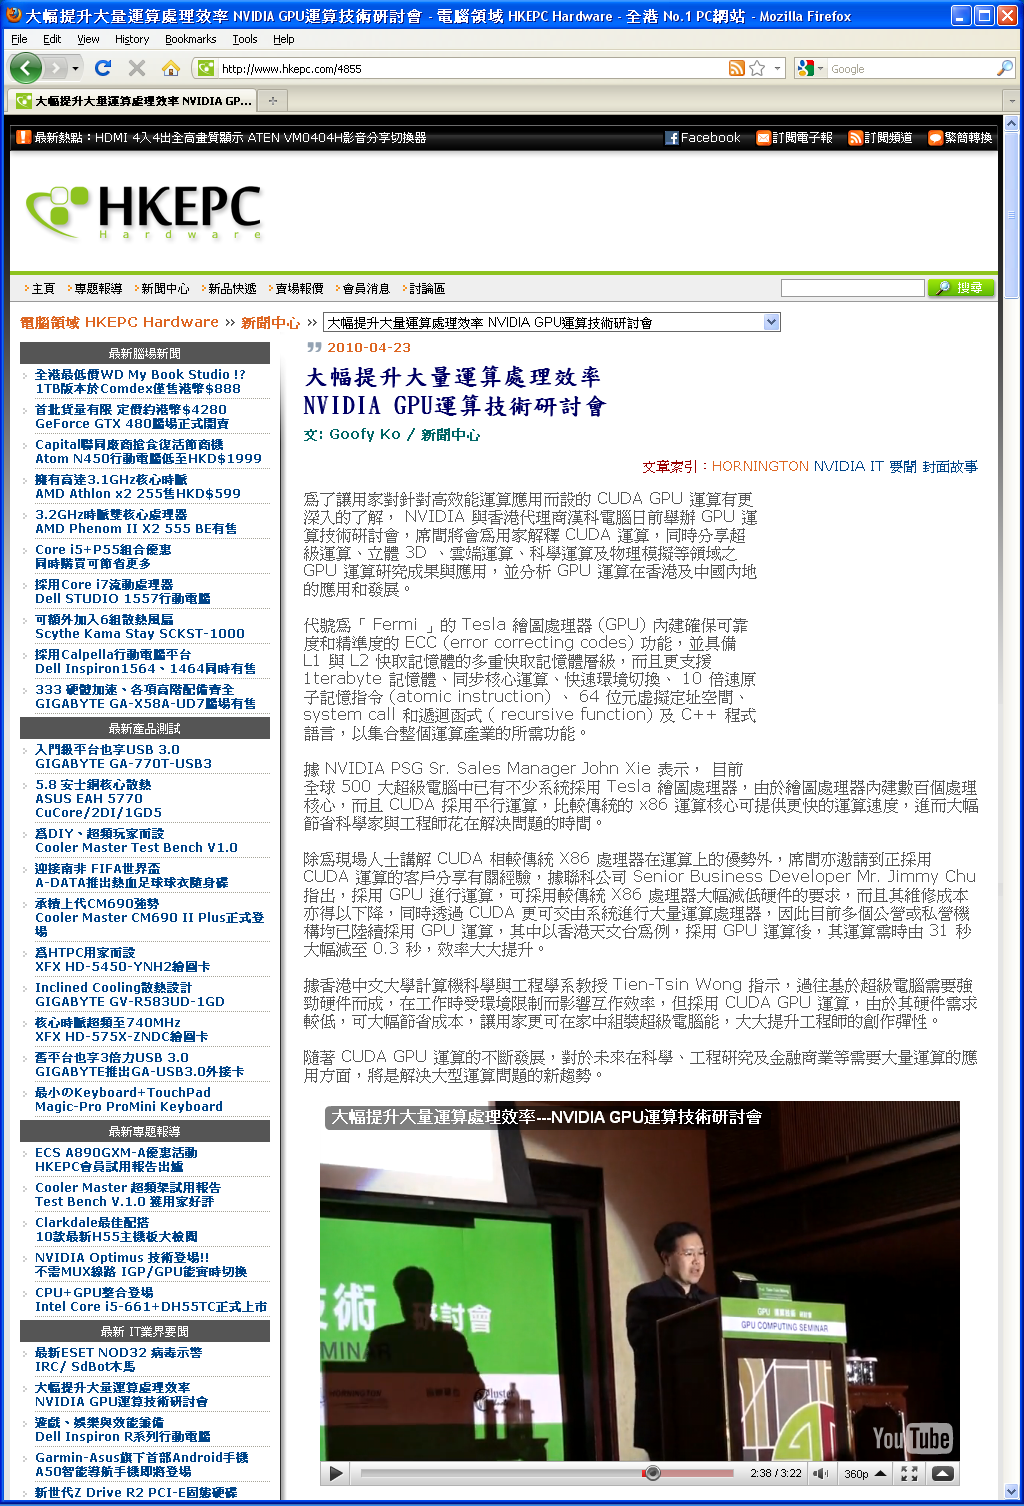 大幅提升大量運算處理效率 NVIDIA GPU運算技術研討會 - 電腦領域 HKEPC Hardware - 全港 No.1 PC網站 - Mozilla Firefox
File Edit View History Bookmarks Tools Help
http://www.hkepc.com/4855
Google
大幅提升大量運算處理效率 NVIDIA GP...
最新熱點：HDMI 4入4出全高畫質顯示 ATEN VM0404H影音分享切換器
Facebook 訂閱電子報 訂閱頻道 繁簡轉換
HKEPC
Hardware
主頁 專題報導 新聞中心 新品快遞 賣場報價 會員消息 討論區
搜尋
電腦領域 HKEPC Hardware » 新聞中心 » 大幅提升大量運算處理效率 NVIDIA GPU運算技術研討會
最新腦場新聞
全港最低價WD My Book Studio !?
1TB版本於Comdex僅售港幣$888
首批貨量有限 定價約港幣$4280
GeForce GTX 480腦場正式開賣
Capital聯同廠商搶食復活節商機
Atom N450行動電腦低至HKD$1999
擁有高達3.1GHz核心時脈
AMD Athlon x2 255售HKD$599
3.2GHz時脈雙核心處理器
AMD Phenom II X2 555 BE有售
Core i5+P55組合優惠
同時購買可節省更多
採用Core i7流動處理器
Dell STUDIO 1557行動電腦
可額外加入6組散熱風扇
Scythe Kama Stay SCKST-1000
採用Calpella行動電腦平台
Dell Inspiron1564、1464同時有售
333 硬體加速、各項高階配備齊全
GIGABYTE GA-X58A-UD7腦場有售
最新產品測試
入門級平台也享USB 3.0
GIGABYTE GA-770T-USB3
5.8 安士銅核心散熱
ASUS EAH 5770
CuCore/2DI/1GD5
為DIY、超頻玩家而設
Cooler Master Test Bench V1.0
迎接南非 FIFA世界盃
A-DATA推出熱血足球球衣隨身碟
承續上代CM690強勢
Cooler Master CM690 II Plus正式登
場
為HTPC用家而設
XFX HD-5450-YNH2繪圖卡
Inclined Cooling散熱設計
GIGABYTE GV-R583UD-1GD
核心時脈超頻至740MHz
XFX HD-575X-ZNDC繪圖卡
舊平台也享3倍力USB 3.0
GIGABYTE推出GA-USB3.0外接卡
最小のKeyboard+TouchPad
Magic-Pro ProMini Keyboard
最新專題報導
ECS A890GXM-A優惠活動
HKEPC會員試用報告出爐
Cooler Master 超頻架試用報告
Test Bench V.1.0 獲用家好評
Clarkdale最佳配搭
10款最新H55主機板大檢閱
NVIDIA Optimus 技術登場!!
不需MUX線路 IGP/GPU能實時切換
CPU+GPU整合登場
Intel Core i5-661+DH55TC正式上市
最新 IT業界要聞
最新ESET NOD32 病毒示警
IRC/ SdBot木馬
大幅提升大量運算處理效率
NVIDIA GPU運算技術研討會
遊戲、娛樂與效能兼備
Dell Inspiron R系列行動電腦
Garmin-Asus旗下首部Android手機
A50智能導航手機即將登場
新世代Z Drive R2 PCI-E固態硬碟
2010-04-23
大幅提升大量運算處理效率
NVIDIA GPU運算技術研討會
文: Goofy Ko / 新聞中心
文章索引：HORNINGTON NVIDIA IT 要聞 封面故事
為了讓用家對針對高效能運算應用而設的 CUDA GPU 運算有更
深入的了解， NVIDIA 與香港代理商漢科電腦日前舉辦 GPU 運
算技術研討會，席間將會為用家解釋 CUDA 運算，同時分享超
級運算、立體 3D 、雲端運算、科學運算及物理模擬等領域之
GPU 運算研究成果與應用，並分析 GPU 運算在香港及中國內地
的應用和發展。
代號為「 Fermi 」的 Tesla 繪圖處理器 (GPU) 內建確保可靠
度和精準度的 ECC (error correcting codes) 功能，並具備
L1 與 L2 快取記憶體的多重快取記憶體層級，而且更支援
1terabyte 記憶體、同步核心運算、快速環境切換、 10 倍速原
子記憶指令 (atomic instruction) 、 64 位元虛擬定址空間、
system call 和遞迴函式 ( recursive function) 及 C++ 程式
語言，以集合整個運算產業的所需功能。
據 NVIDIA PSG Sr. Sales Manager John Xie 表示， 目前
全球 500 大超級電腦中已有不少系統採用 Tesla 繪圖處理器，由於繪圖處理器內建數百個處理
核心，而且 CUDA 採用平行運算，比較傳統的 x86 運算核心可提供更快的運算速度，進而大幅
節省科學家與工程師花在解決問題的時間。
除為現場人士講解 CUDA 相較傳統 X86 處理器在運算上的優勢外，席間亦邀請到正採用
CUDA 運算的客戶分享有關經驗，據聯科公司 Senior Business Developer Mr. Jimmy Chu
指出，採用 GPU 進行運算，可採用較傳統 X86 處理器大幅減低硬件的要求，而且其維修成本
亦得以下降，同時透過 CUDA 更可交由系統進行大量運算處理器，因此目前多個公營或私營機
構均已陸續採用 GPU 運算，其中以香港天文台為例，採用 GPU 運算後，其運算需時由 31 秒
大幅減至 0.3 秒，效率大大提升。
據香港中文大學計算機科學與工程學系教授 Tien-Tsin Wong 指示，過往基於超級電腦需要強
勁硬件而成，在工作時受環境限制而影響互作效率，但採用 CUDA GPU 運算，由於其硬件需求
較低，可大幅節省成本，讓用家更可在家中組裝超級電腦能，大大提升工程師的創作彈性。
隨著 CUDA GPU 運算的不斷發展，對於未來在科學、工程研究及金融商業等需要大量運算的應
用方面，將是解決大型運算問題的新趨勢。
大幅提升大量運算處理效率---NVIDIA GPU運算技術研討會
技術 研討會
MINAR
GPU 運算技術 研討會
GPU COMPUTING SEMINAR
YouTube
2:38 / 3:22 360p